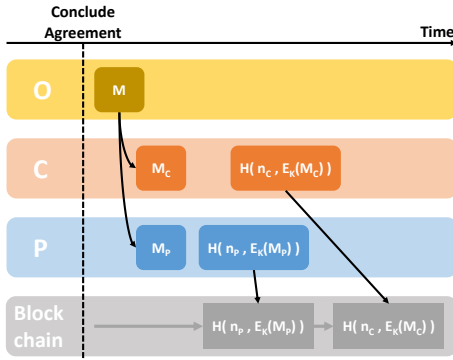 Conclude
Agreement
Time
O
M
C
M_C
H( n_C , E_K(M_C) )
P
M_P
H( n_P , E_K(M_P) )
Block
chain
H( n_P , E_K(M_P) )
H( n_C , E_K(M_C) )